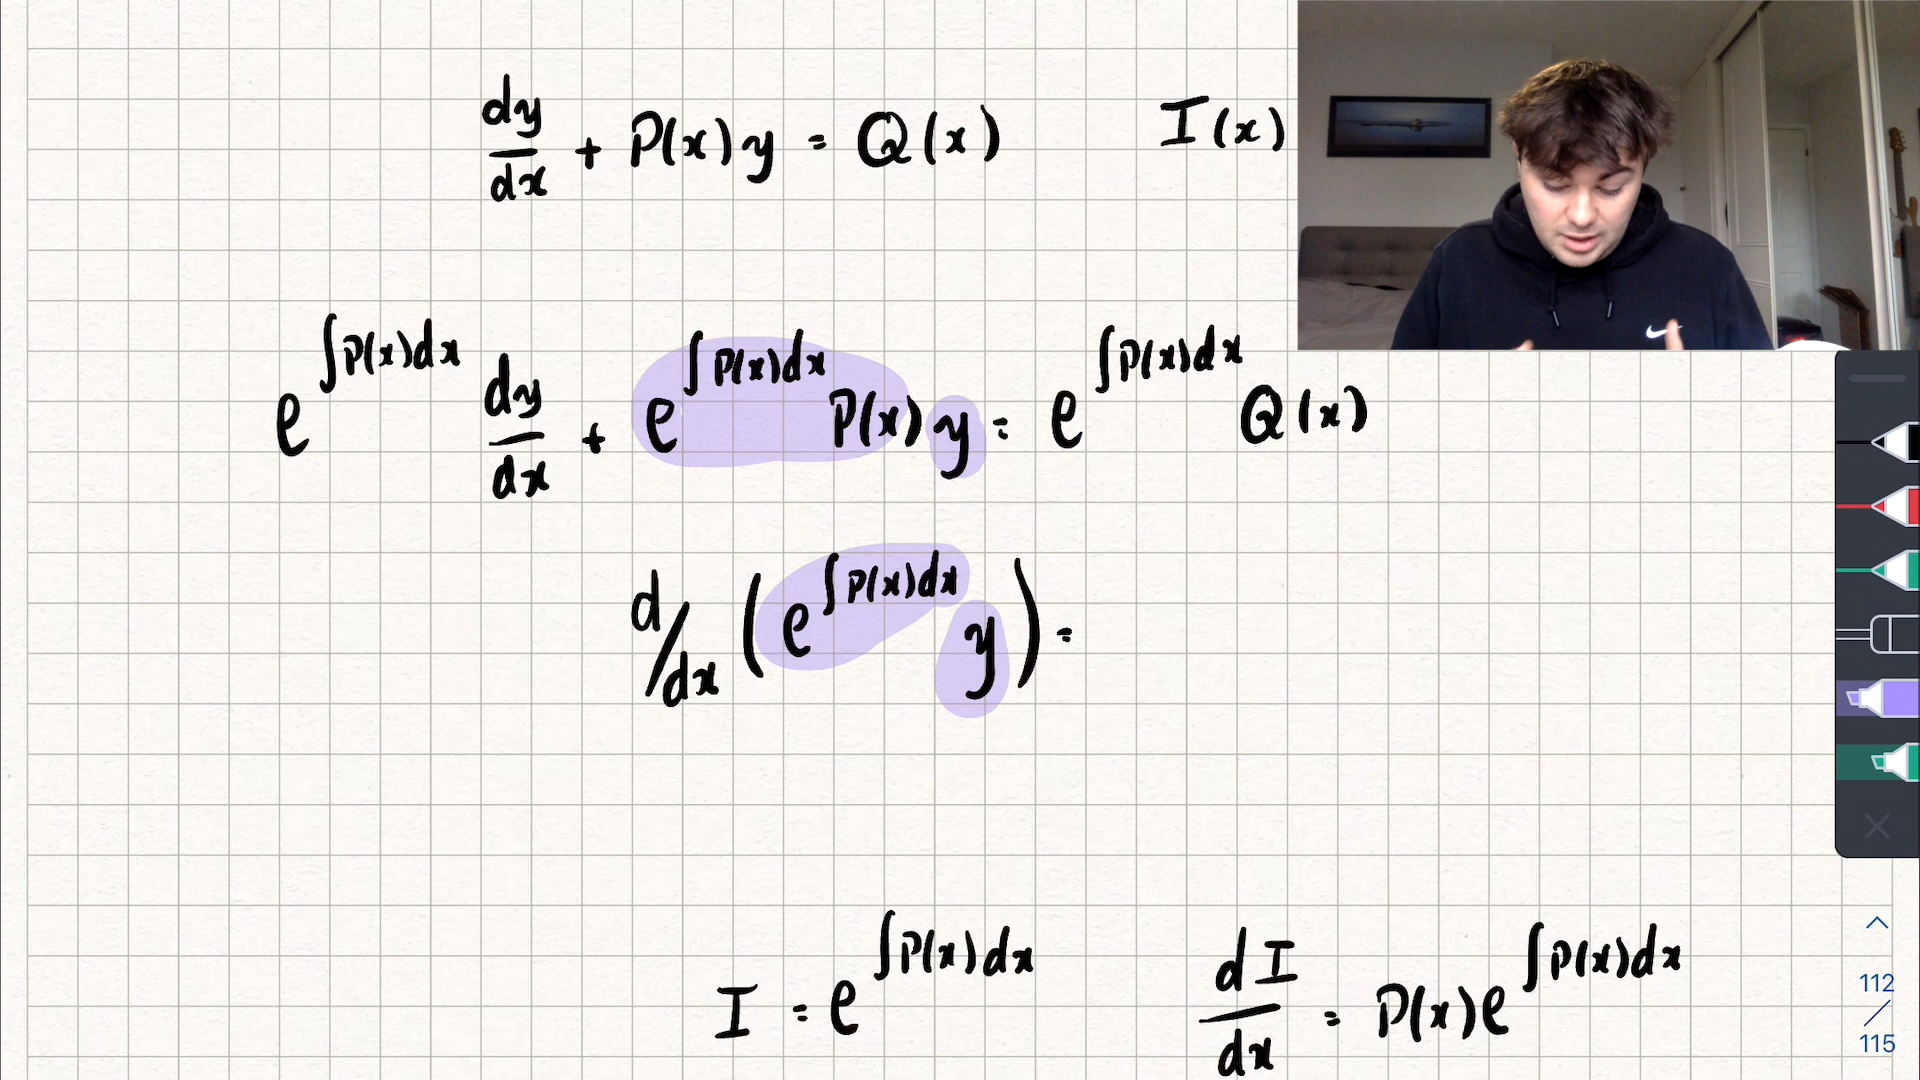 dy/dx + P(x)y = Q(x) I(x)
e^∫P(x)dx dy/dx + e^∫P(x)dx P(x)y = e^∫P(x)dx Q(x)
d/dx (e^∫P(x)dx y) =
I = e^∫P(x)dx dI/dx = P(x)e^∫P(x)dx
112
/
115